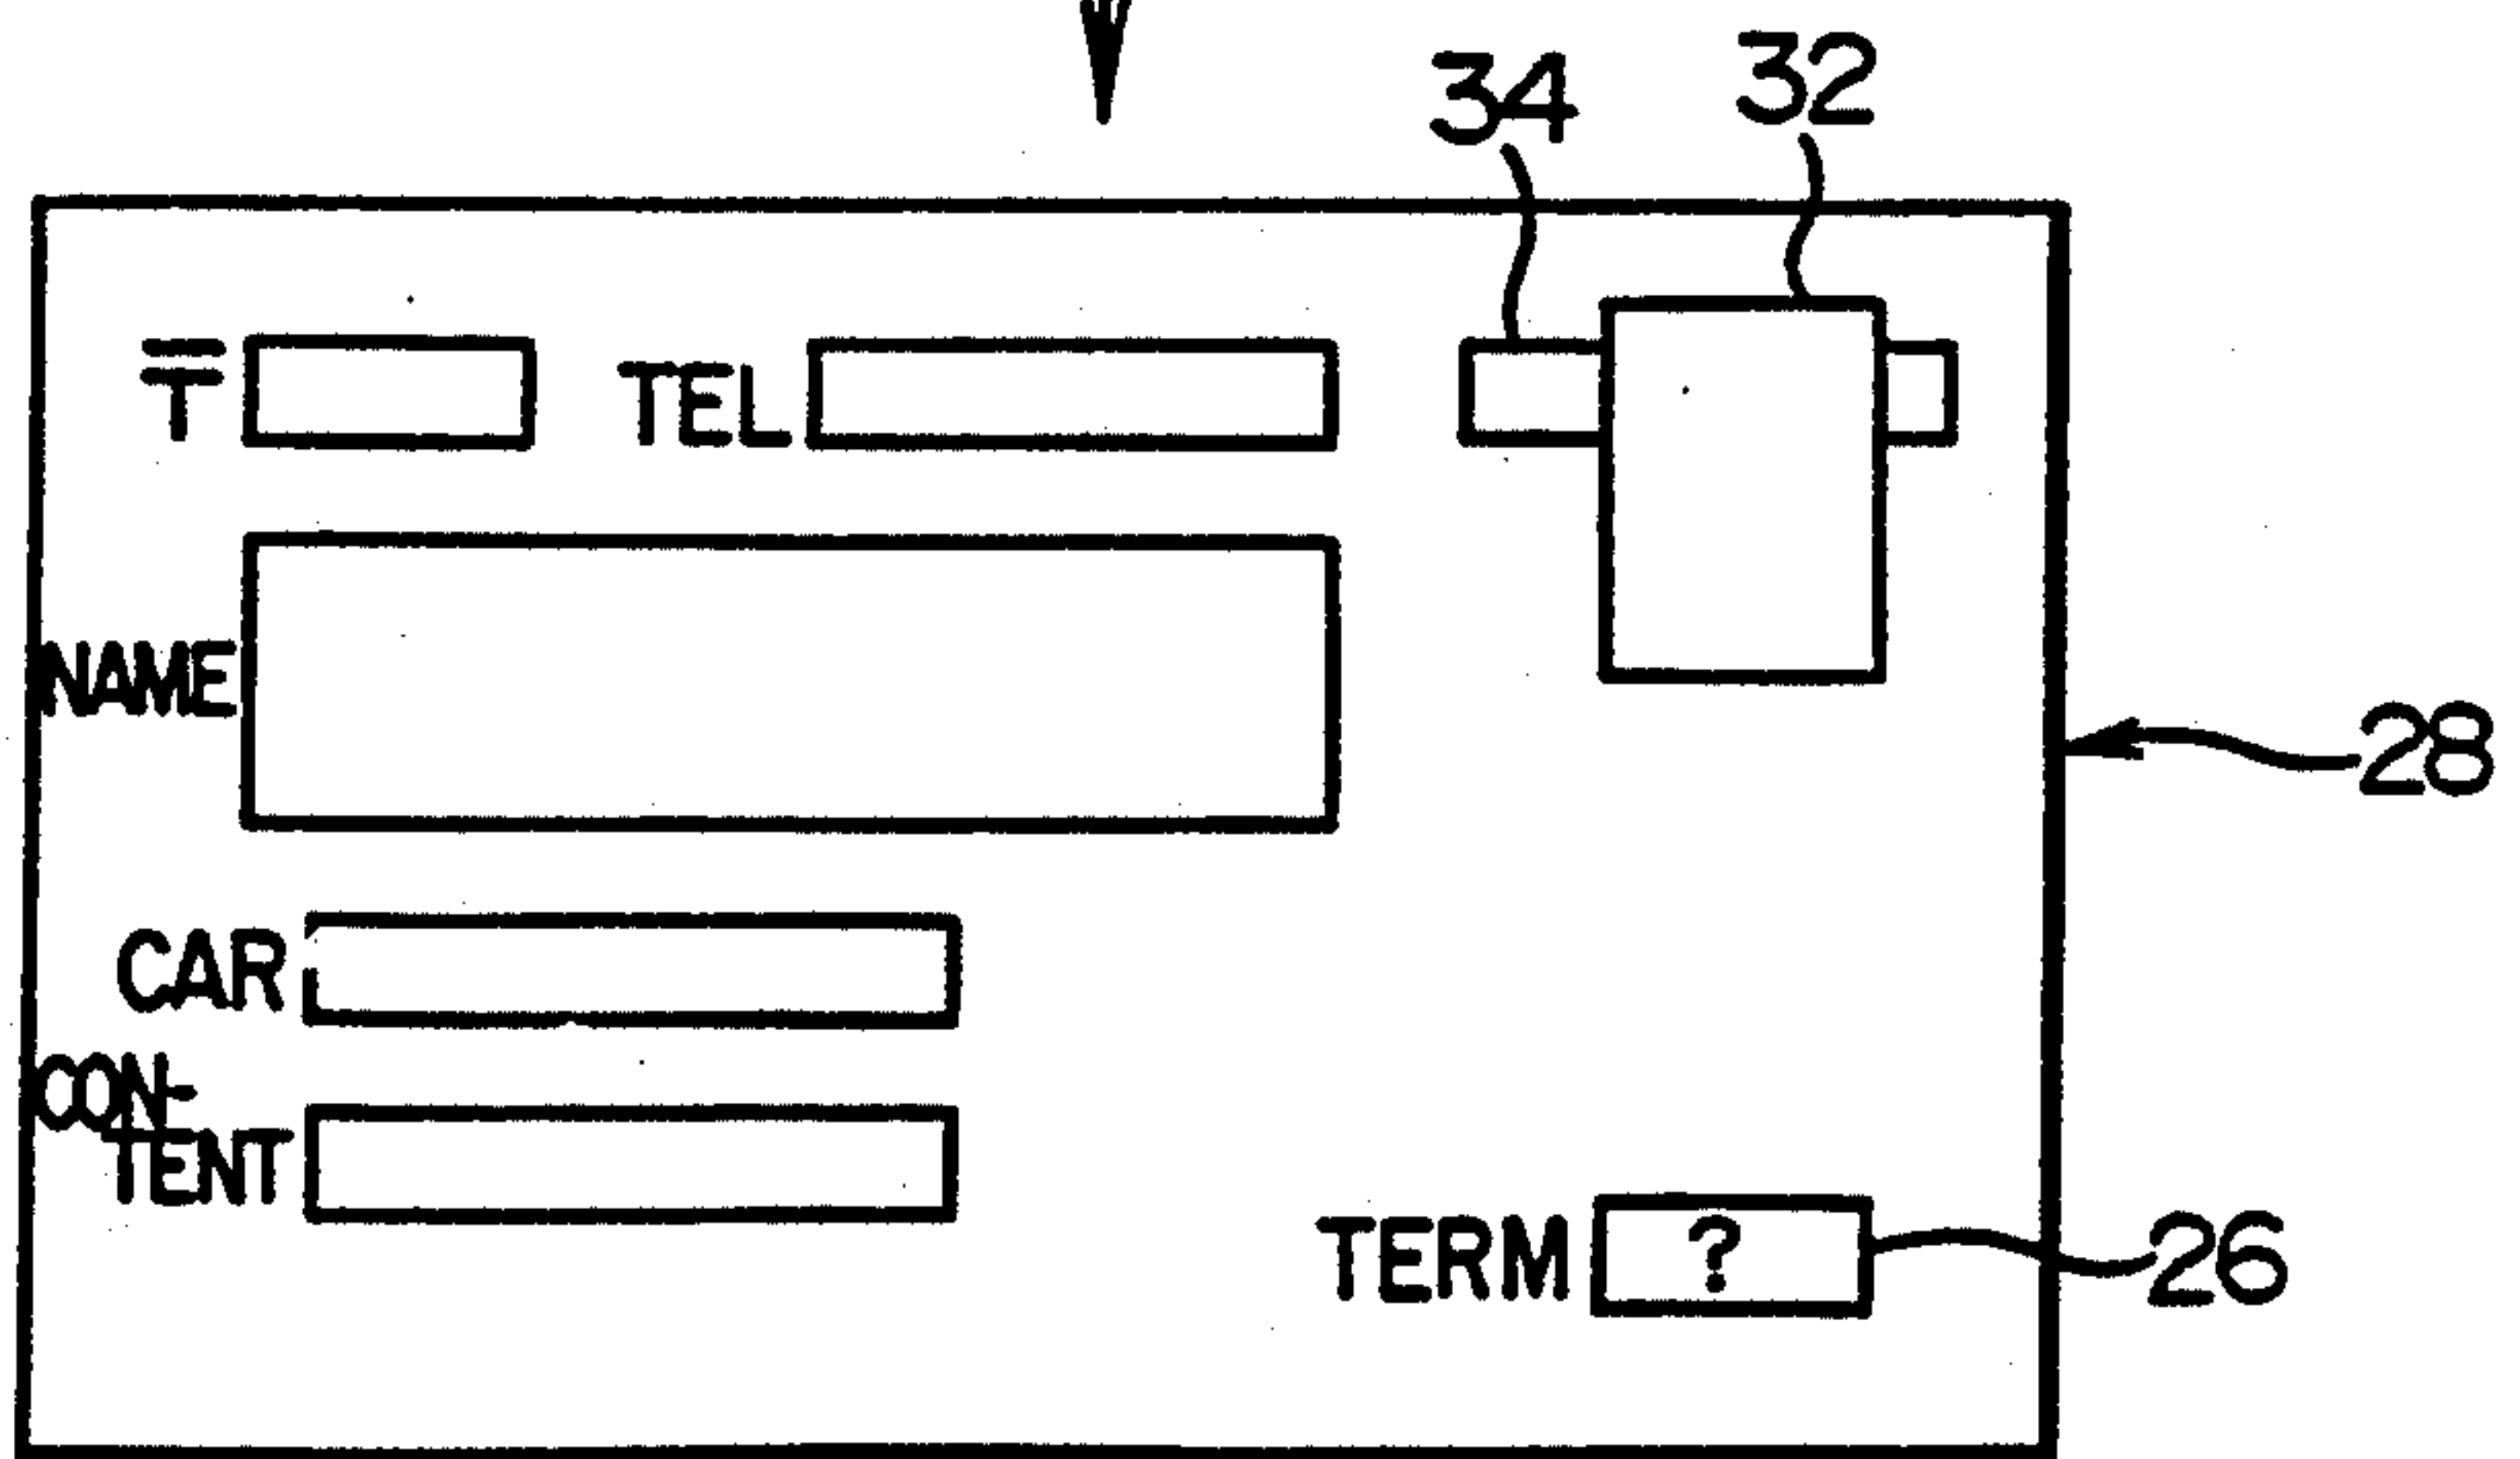 34 32
〒 TEL
NAME
28
CAR
CON-
TENT
TERM ? 26